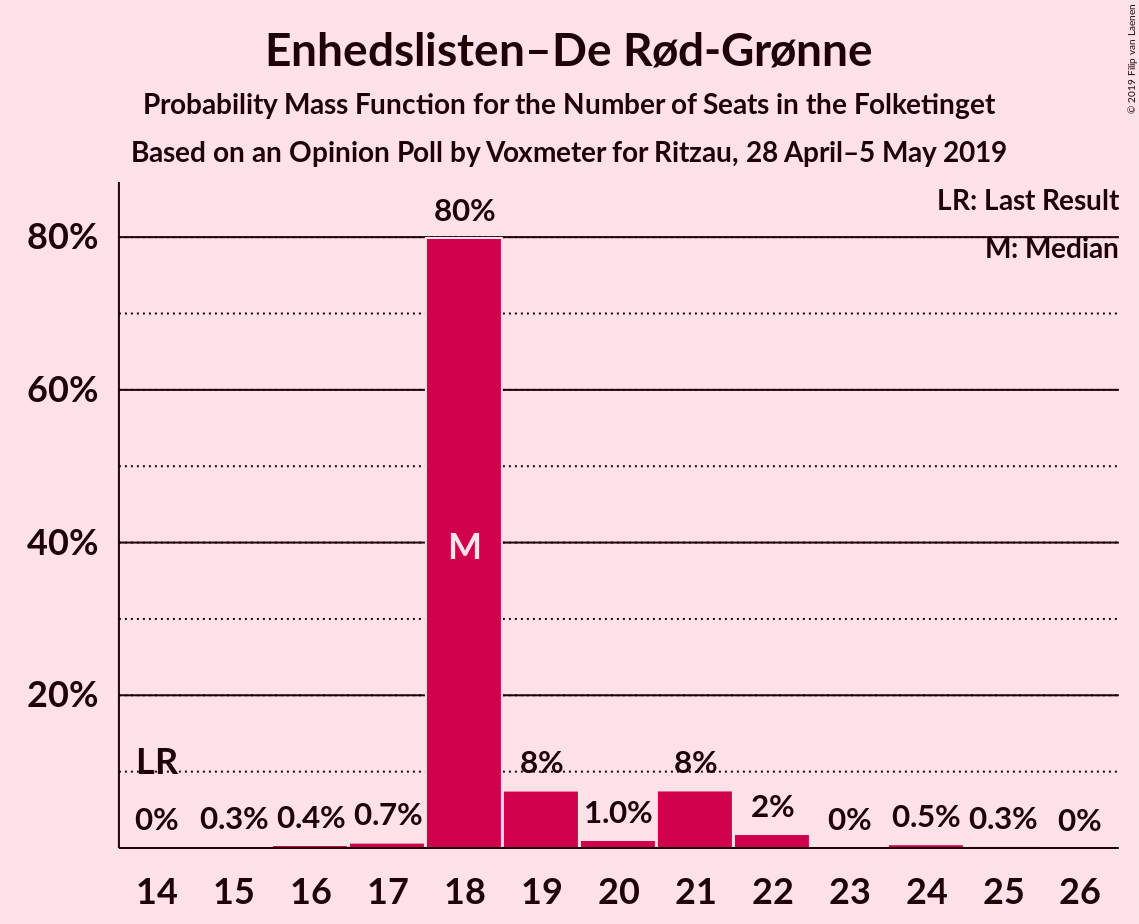 Enhedslisten–De Rød-Grønne
Probability Mass Function for the Number of Seats in the Folketinget
Based on an Opinion Poll by Voxmeter for Ritzau, 28 April–5 May 2019
© 2019 Filip van Laenen
LR: Last Result
M: Median
80%
80%
60%
40%
20%
M
LR
0% 0.3% 0.4% 0.7% 8% 1.0% 8% 2% 0% 0.5% 0.3% 0%
14 15 16 17 18 19 20 21 22 23 24 25 26